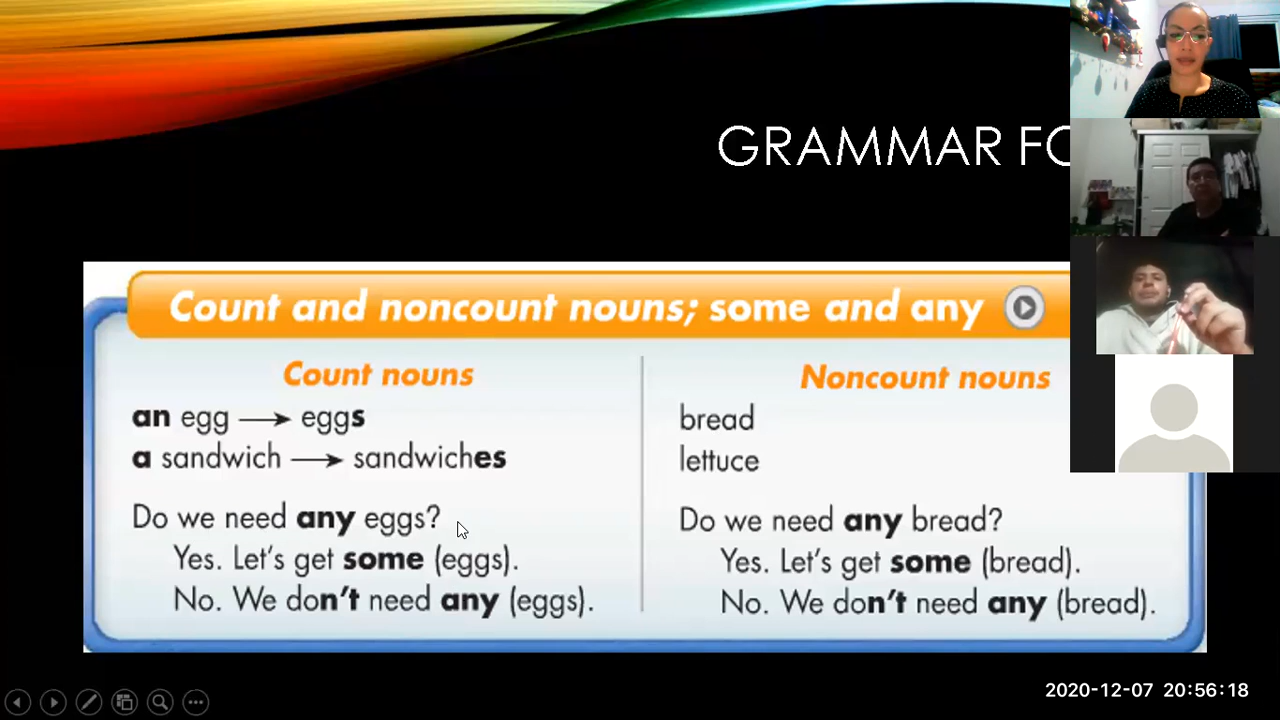 GRAMMAR FO
Count and noncount nouns; some and any
Count nouns
an egg → eggs
a sandwich → sandwiches
Do we need any eggs?
Yes. Let's get some (eggs).
No. We don't need any (eggs).
Noncount nouns
bread
lettuce
Do we need any bread?
Yes. Let's get some (bread).
No. We don't need any (bread).
2020-12-07 20:56:18